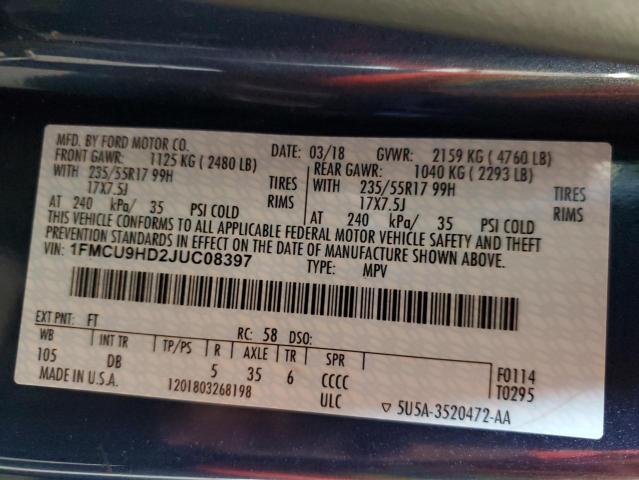 MFD. BY FORD MOTOR CO.
DATE: 03/18 GVWR: 2159 KG ( 4760 LB)
FRONT GAWR: 1125 KG ( 2480 LB) REAR GAWR: 1040 KG ( 2293 LB)
WITH 235/55R17 99H TIRES WITH 235/55R17 99H TIRES
17X7.5J RIMS 17X7.5J RIMS
AT 240 kPa/ 35 PSI COLD AT 240 kPa/ 35 PSI COLD
THIS VEHICLE CONFORMS TO ALL APPLICABLE FEDERAL MOTOR VEHICLE SAFETY AND THEFT
PREVENTION STANDARDS IN EFFECT ON THE DATE OF MANUFACTURE SHOWN ABOVE.
VIN: 1FMCU9HD2JUC08397
TYPE: MPV
EXT PNT: FT RC: 58 DSO:
WB INT TR TP/PS R AXLE TR SPR
105 DB 5 35 6 CCCC
F0114
T0295
MADE IN U.S.A. 1201803268198 ULC ▽ 5U5A-3520472-AA